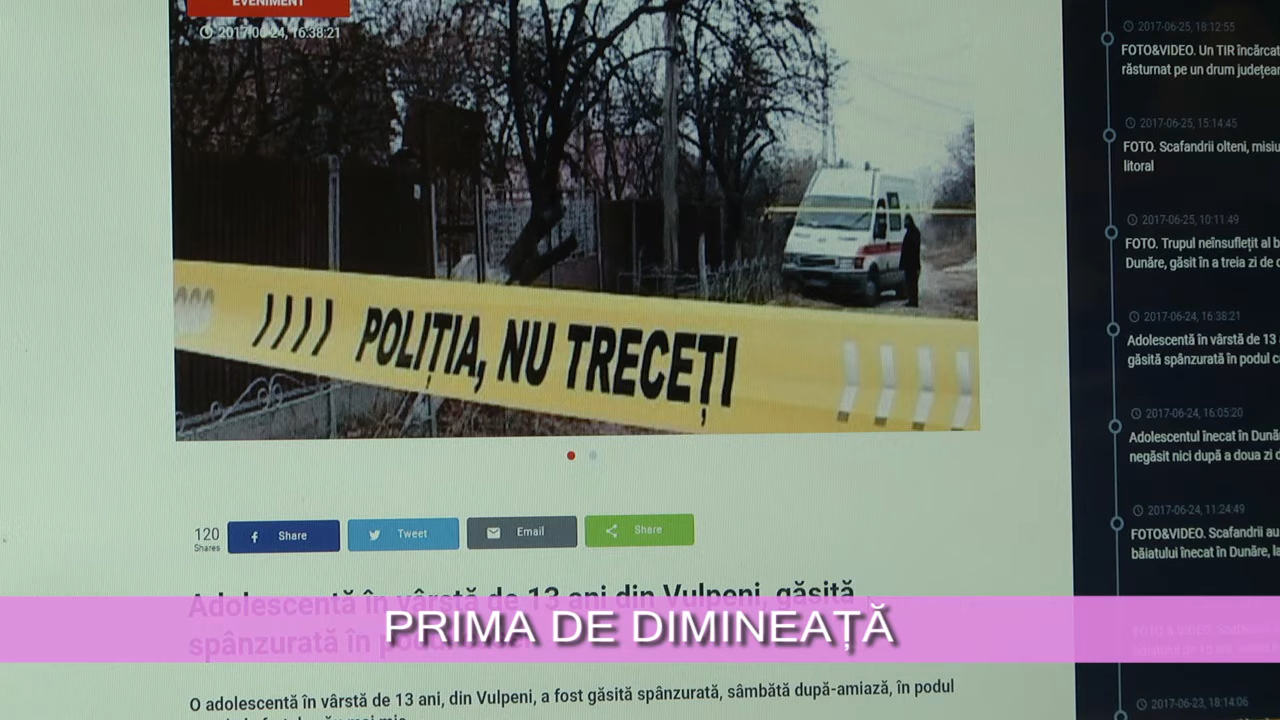 EVENIMENT
2017-06-24, 16:38:21
POLIȚIA, NU TRECEȚI
120
Shares
Share
Tweet
Email
Share
Adolescentă în vârstă de 13 ani din Vulpeni, găsită
spânzurată în
PRIMA DE DIMINEAȚĂ
O adolescentă în vârstă de 13 ani, din Vulpeni, a fost găsită spânzurată, sâmbătă după-amiază, în podul
2017-06-25, 18:12:55
FOTO&VIDEO. Un TIR încărcat
răsturnat pe un drum județean
2017-06-25, 15:14:45
FOTO. Scafandrii olteni, misiu
litoral
2017-06-25, 10:11:49
FOTO. Trupul neînsuflețit al b
Dunăre, găsit în a treia zi de c
2017-06-24, 16:38:21
Adolescentă în vârstă de 13
găsită spânzurată în podul c
2017-06-24, 16:05:20
Adolescentul înecat în Dunăr
negăsit nici după a doua zi d
2017-06-24, 11:24:49
FOTO&VIDEO. Scafandrii au
băiatului înecat în Dunăre, la
2017-06-23, 18:14:06